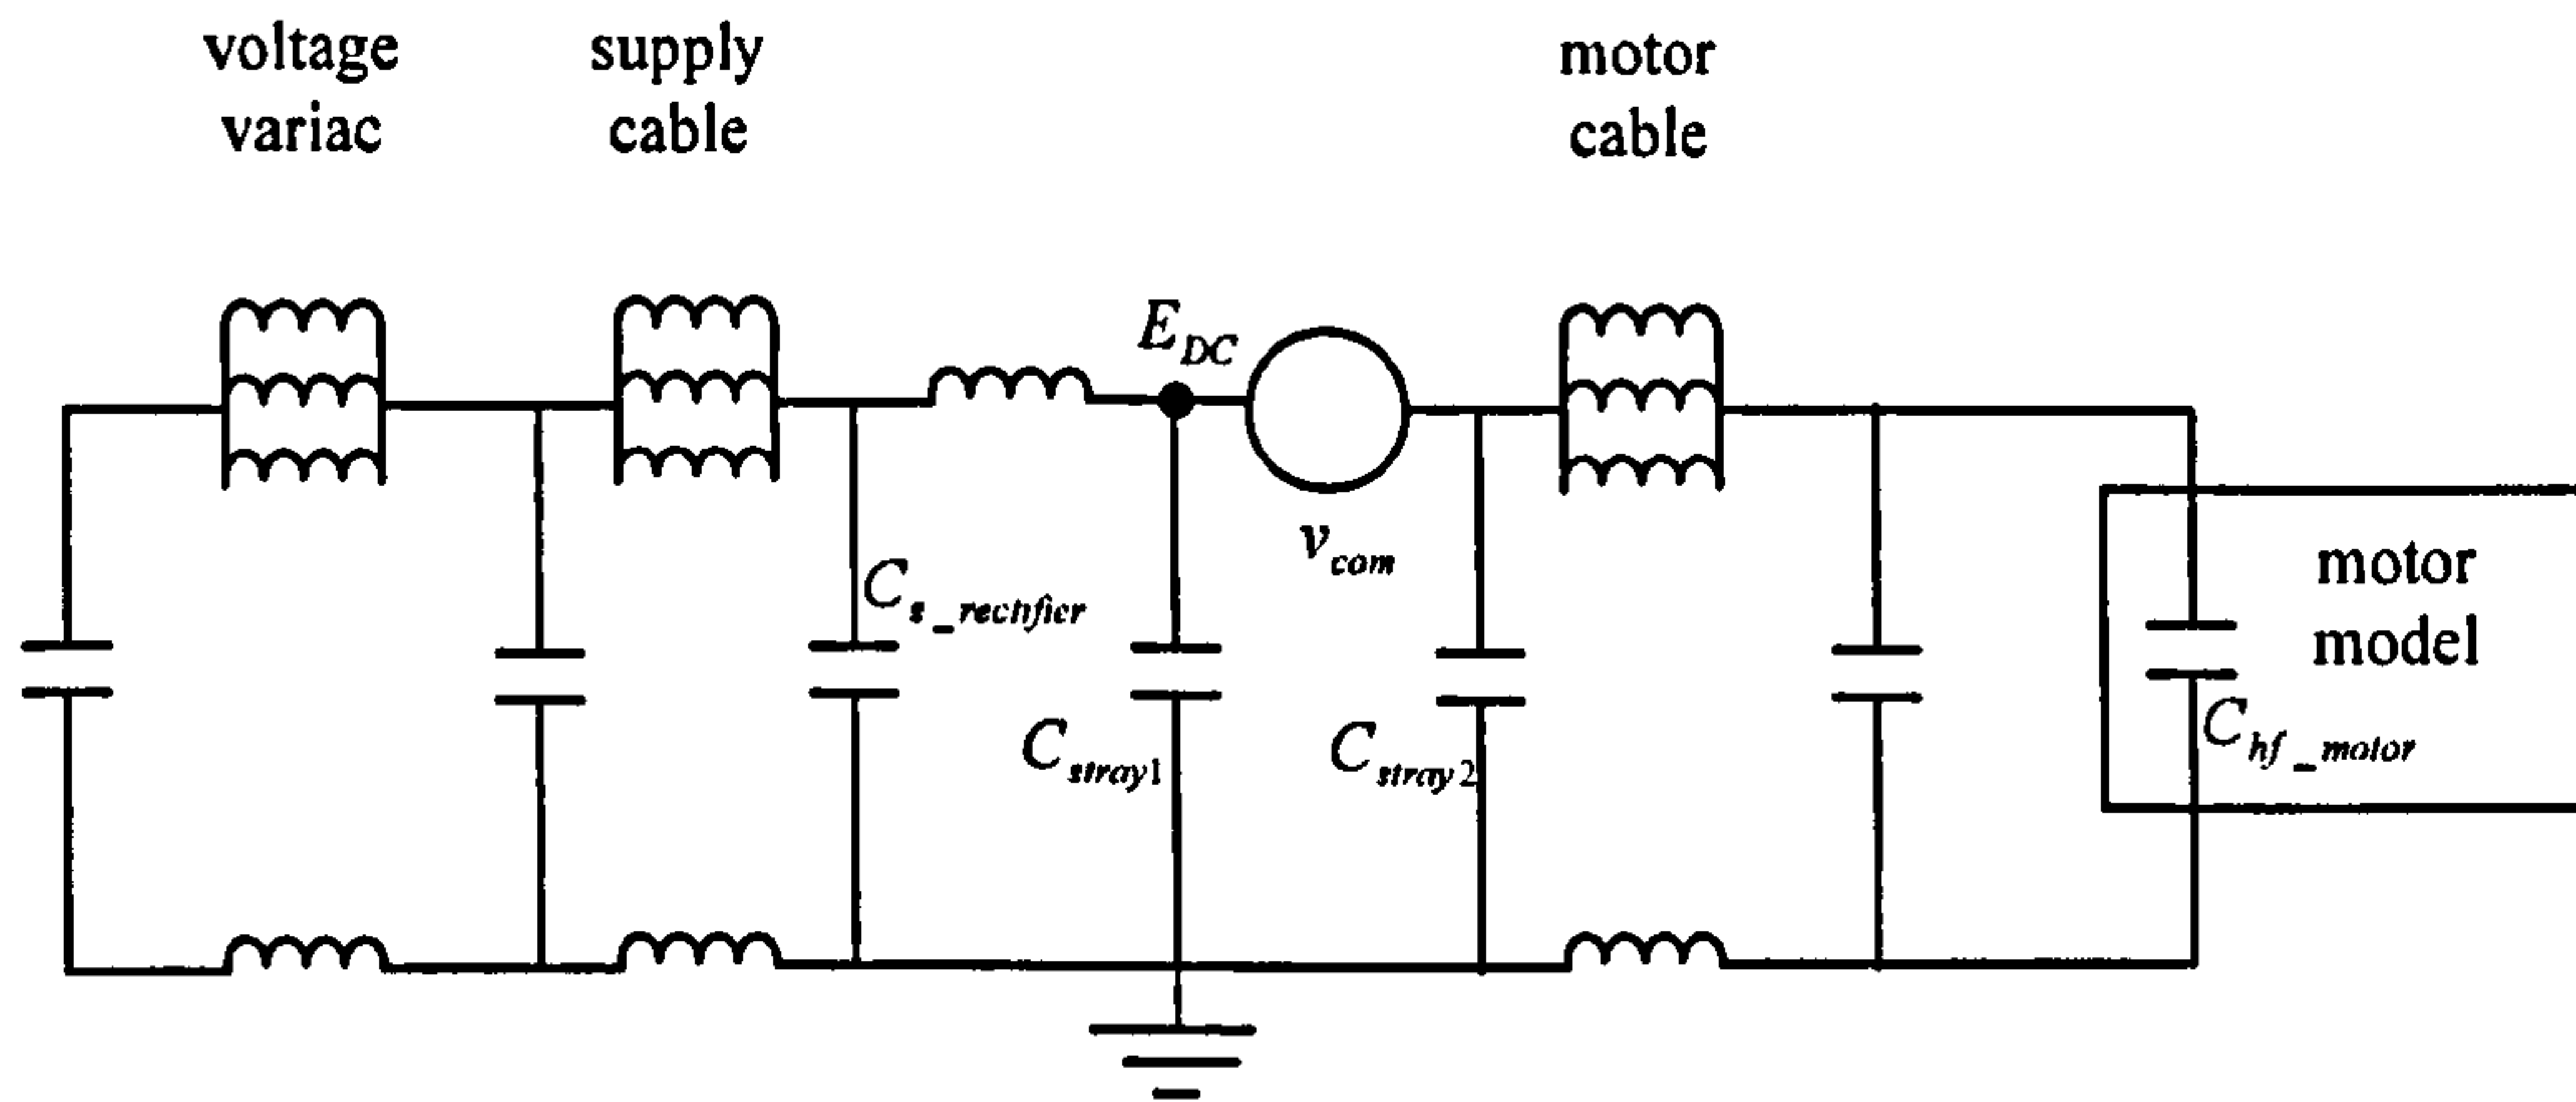 voltage
variac
supply
cable
motor
cable
E_DC
v_com
C_s_rectifier
C_stray1
C_stray2
motor
model
C_hf_motor